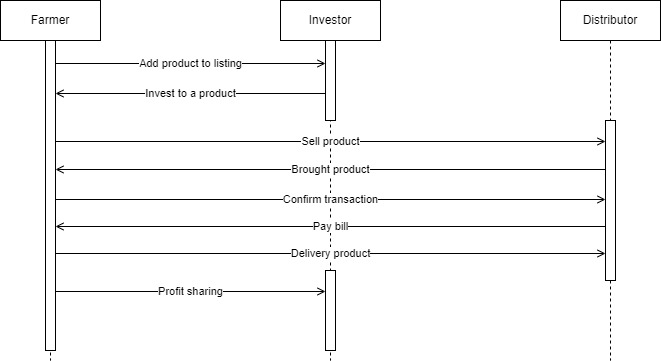 Farmer
Investor
Distributor
Add product to listing
Invest to a product
Sell product
Brought product
Confirm transaction
Pay bill
Delivery product
Profit sharing